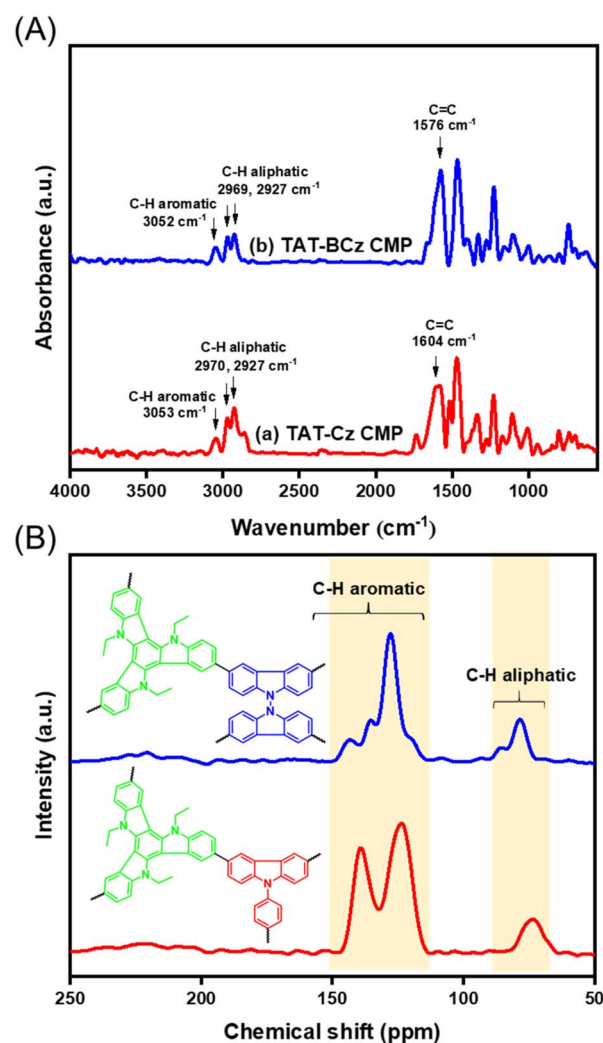 (A)
C=C
1576 cm⁻¹
C-H aliphatic
2969, 2927 cm⁻¹
C-H aromatic
3052 cm⁻¹
(b) TAT-BCz CMP
C=C
1604 cm⁻¹
C-H aliphatic
2970, 2927 cm⁻¹
C-H aromatic
3053 cm⁻¹
(a) TAT-Cz CMP
Absorbance (a.u.)
4000 3500 3000 2500 2000 1500 1000
Wavenumber (cm⁻¹)
(B)
C-H aromatic
C-H aliphatic
N
N
N
N
N
N
N
N
N
Intensity (a.u.)
250 200 150 100 50
Chemical shift (ppm)